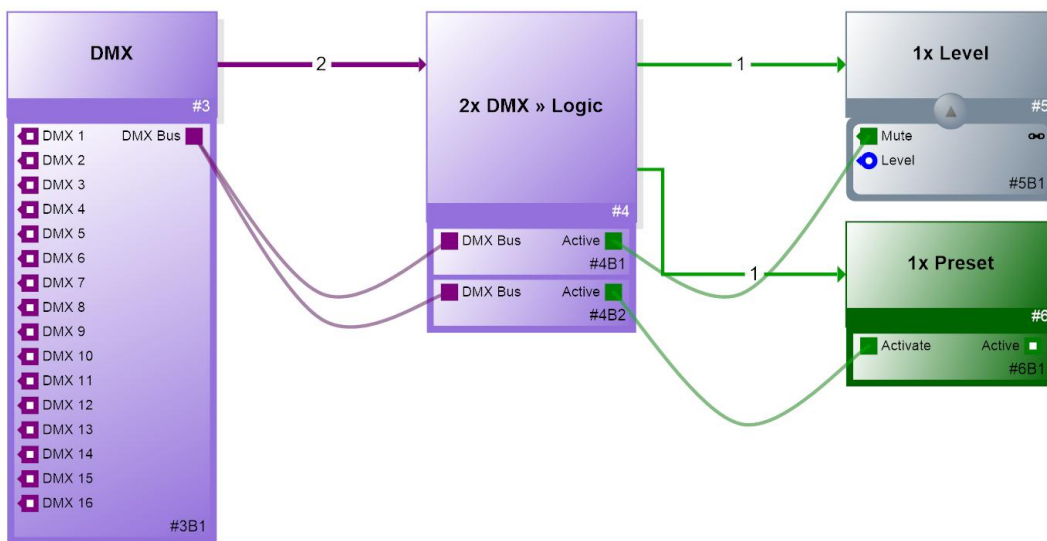 DMX
#3
DMX 1
DMX Bus
DMX 2
DMX 3
DMX 4
DMX 5
DMX 6
DMX 7
DMX 8
DMX 9
DMX 10
DMX 11
DMX 12
DMX 13
DMX 14
DMX 15
DMX 16
#3B1
2
2x DMX » Logic
#4
DMX Bus
Active
#4B1
DMX Bus
Active
#4B2
1
1
1x Level
#5
Mute
Level
#5B1
1x Preset
#6
Activate
Active
#6B1